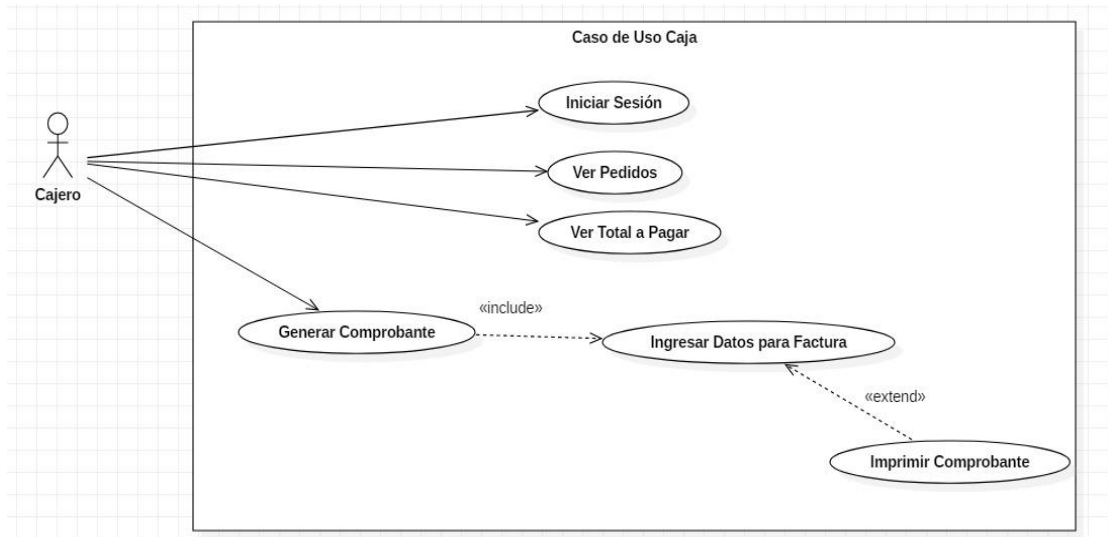 Caso de Uso Caja
Iniciar Sesión
Cajero
Ver Pedidos
Ver Total a Pagar
Generar Comprobante
«include»
Ingresar Datos para Factura
«extend»
Imprimir Comprobante